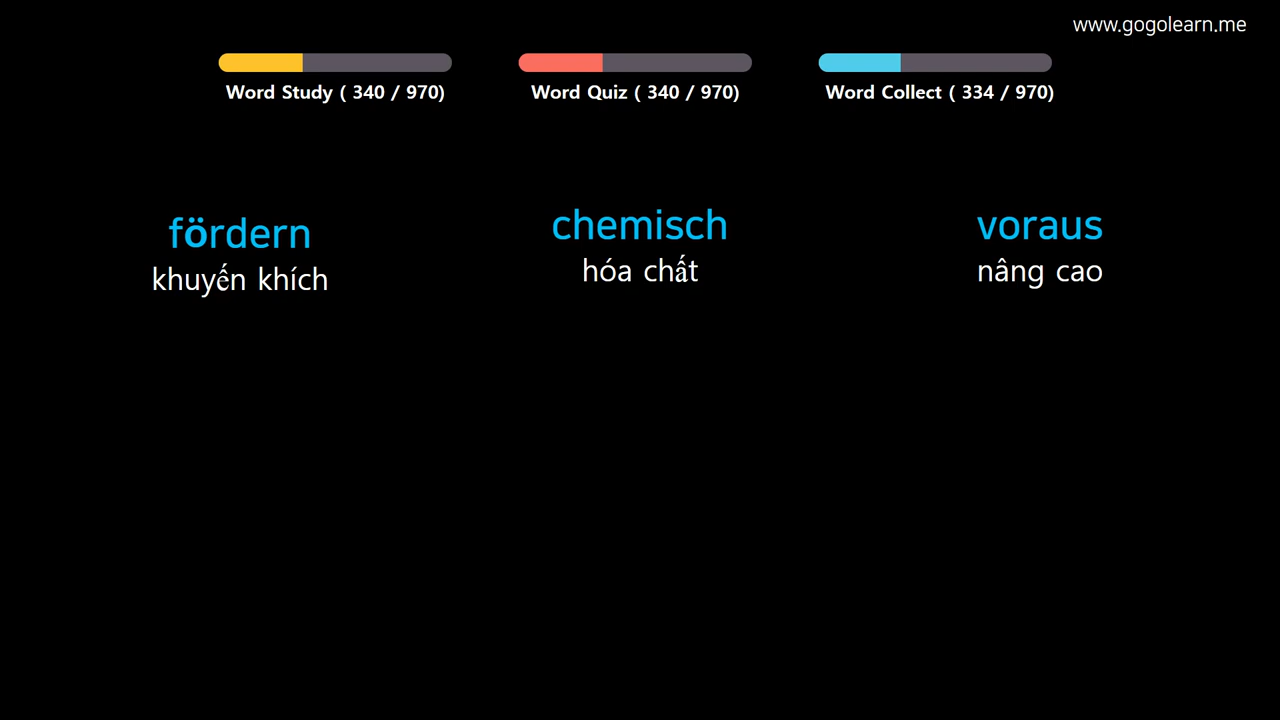 www.gogolearn.me
Word Study ( 340 / 970)
Word Quiz ( 340 / 970)
Word Collect ( 334 / 970)
fördern
khuyến khích
chemisch
hóa chất
voraus
nâng cao